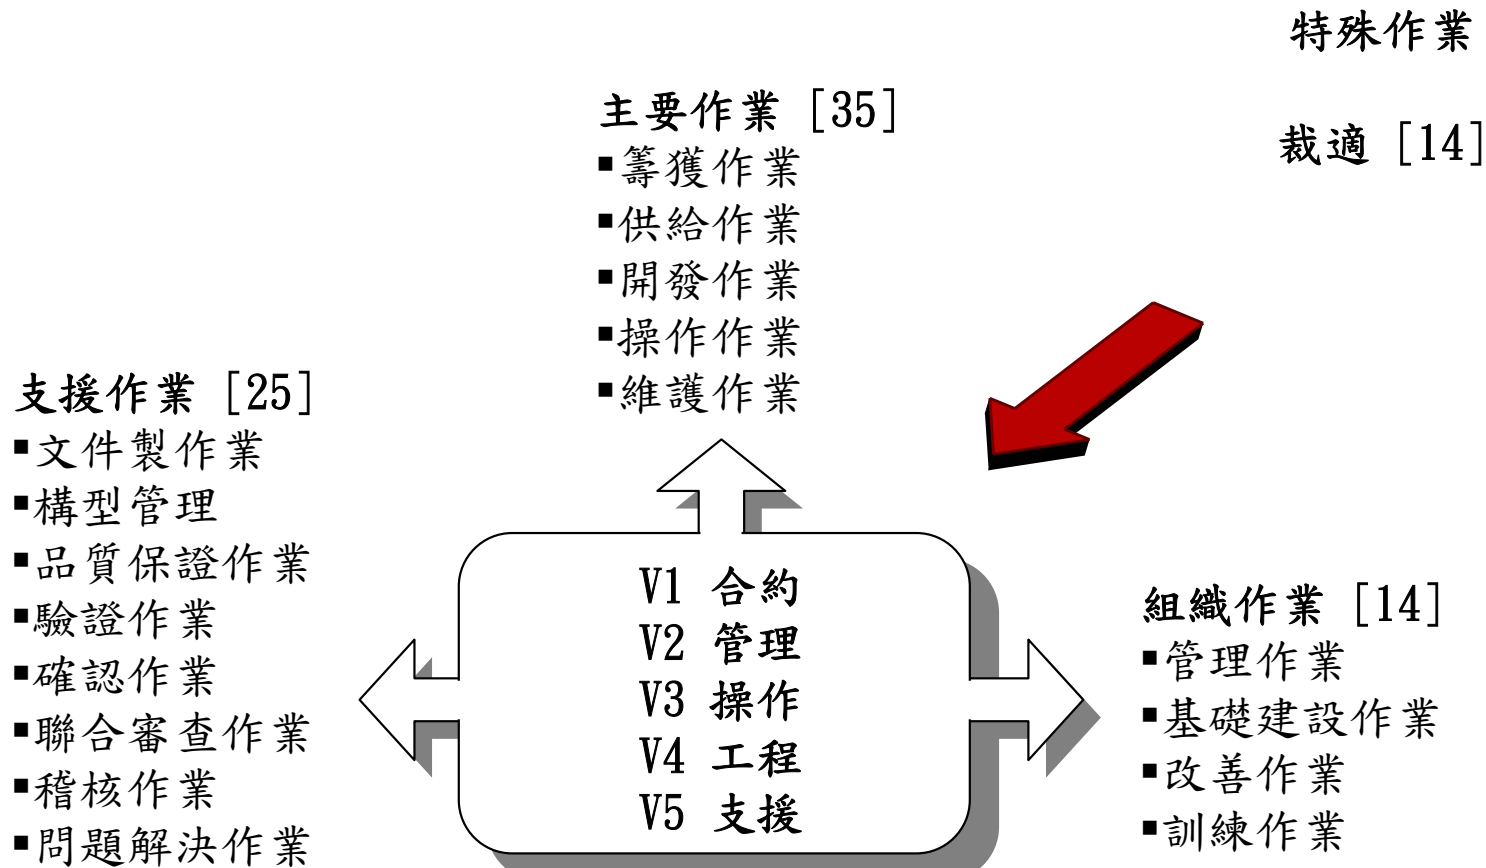 特殊作業
裁適 [14]
主要作業 [35]
▪籌獲作業
▪供給作業
▪開發作業
▪操作作業
▪維護作業
支援作業 [25]
▪文件製作業
▪構型管理
▪品質保證作業
▪驗證作業
▪確認作業
▪聯合審查作業
▪稽核作業
▪問題解決作業
V1 合約
V2 管理
V3 操作
V4 工程
V5 支援
組織作業 [14]
▪管理作業
▪基礎建設作業
▪改善作業
▪訓練作業